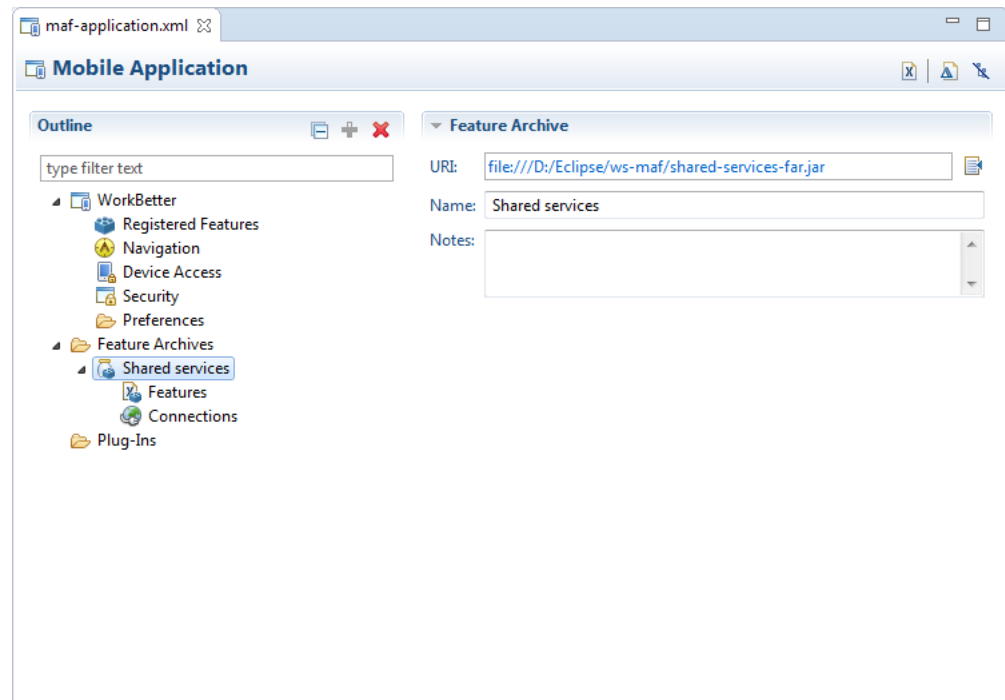 maf-application.xml
Mobile Application
Outline
type filter text
WorkBetter
Registered Features
Navigation
Device Access
Security
Preferences
Feature Archives
Shared services
Features
Connections
Plug-Ins
Feature Archive
URI: file:///D:/Eclipse/ws-maf/shared-services-far.jar
Name: Shared services
Notes: